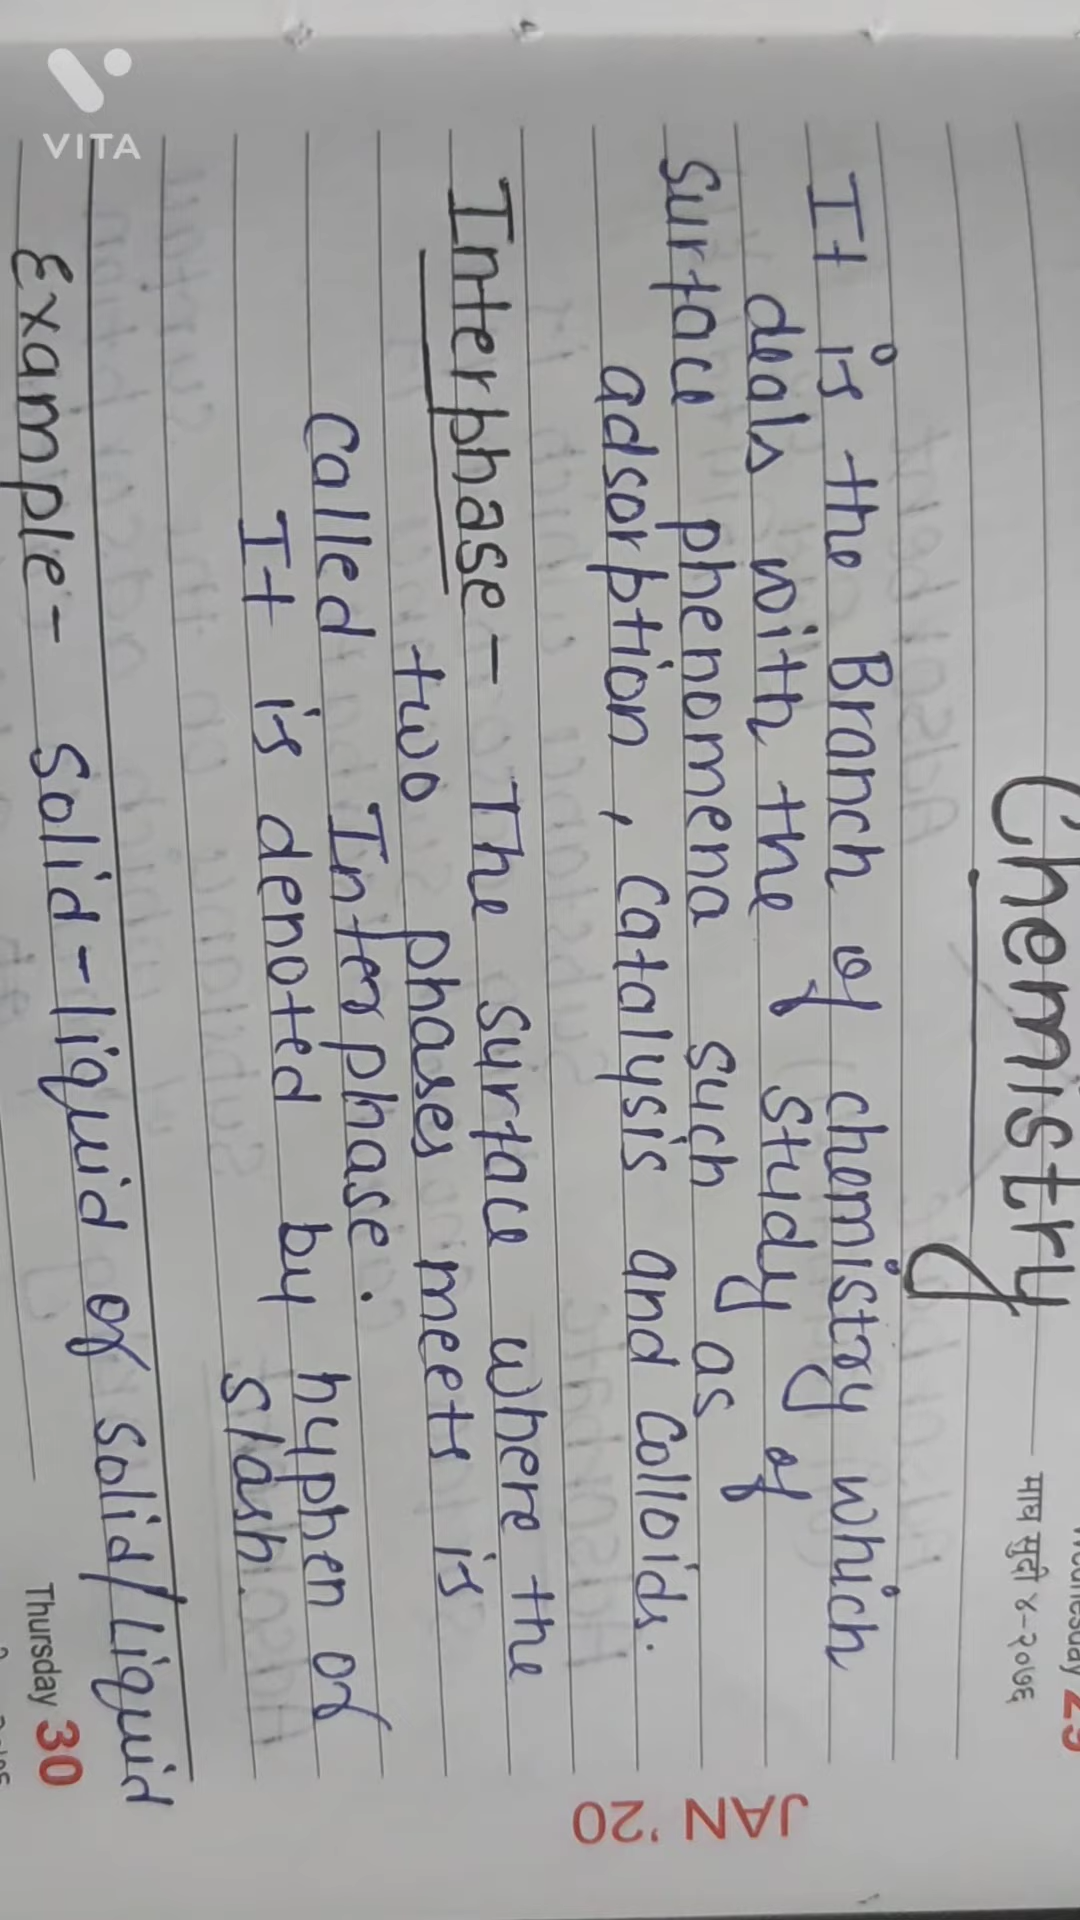 Chemistry
माघ सुदी ४-२०७६
It is the Branch of chemistry which
deals with the study of
surface phenomena such as
adsorption, catalysis and colloids.
Interphase - The surface where the
two phases meets is
called Interphase.
It is denoted by hyphen or
slash.
Example - Solid-liquid or solid/Liquid
Thursday 30
JAN '20
VITA